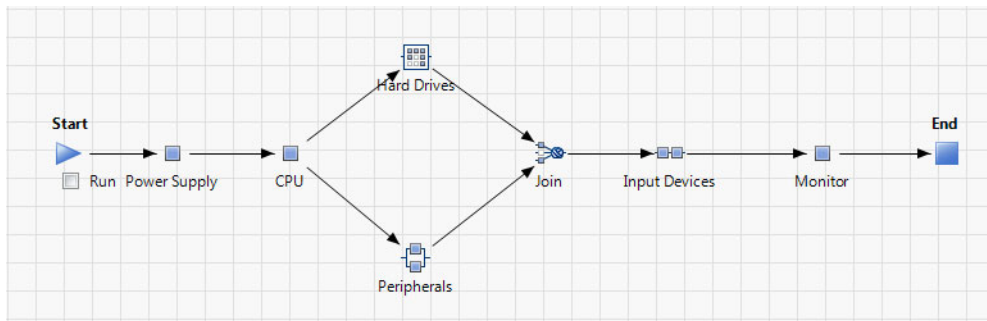 Hard Drives
Start
End
Run
Power Supply
CPU
Join
Input Devices
Monitor
Peripherals